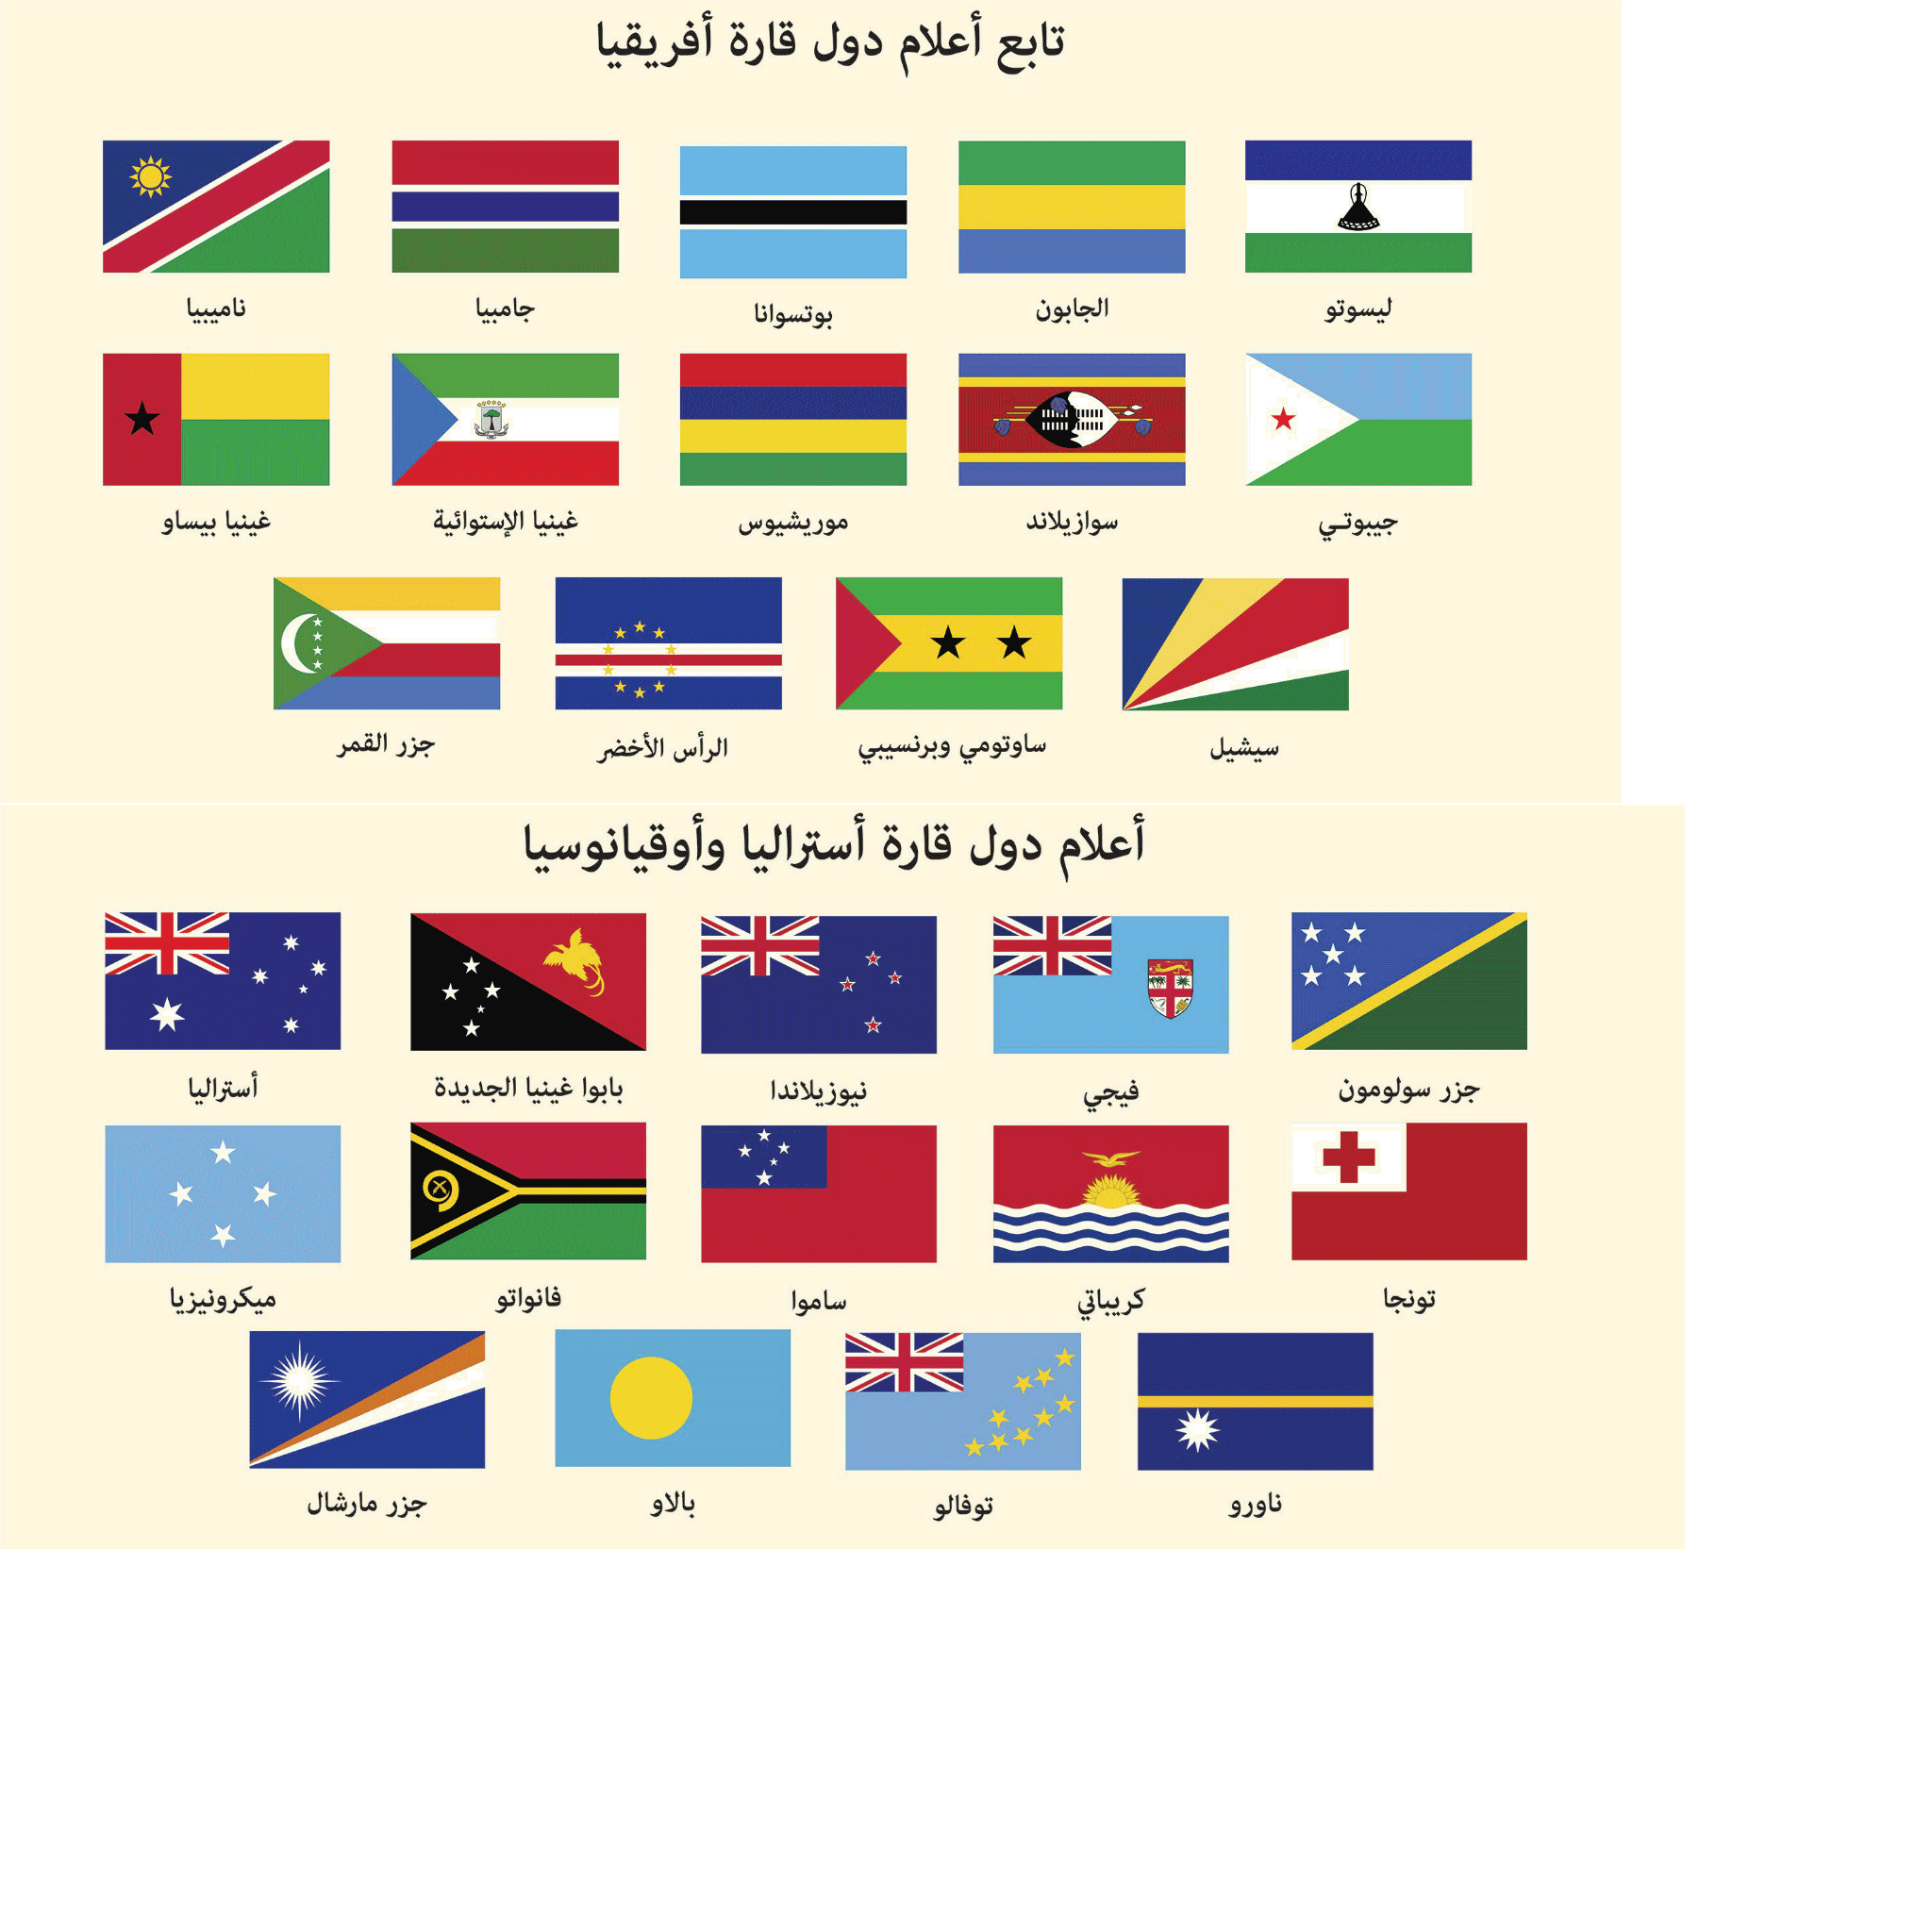 تابع أعلام دول قارة أفريقيا
ليسوتو
الجابون
بوتسوانا
جامبيا
ناميبيا
جيبوتي
سوازيلاند
موريشيوس
غينيا الإستوائية
غينيا بيساو
سيشيل
ساوتومي وبرنسيبي
الرأس الأخضر
جزر القمر
أعلام دول قارة أستراليا وأوقيانوسيا
جزر سولومون
فيجي
نيوزيلاندا
بابوا غينيا الجديدة
أستراليا
تونجا
كريباتي
ساموا
فانواتو
ميكرونيزيا
ناورو
توفالو
بالاو
جزر مارشال